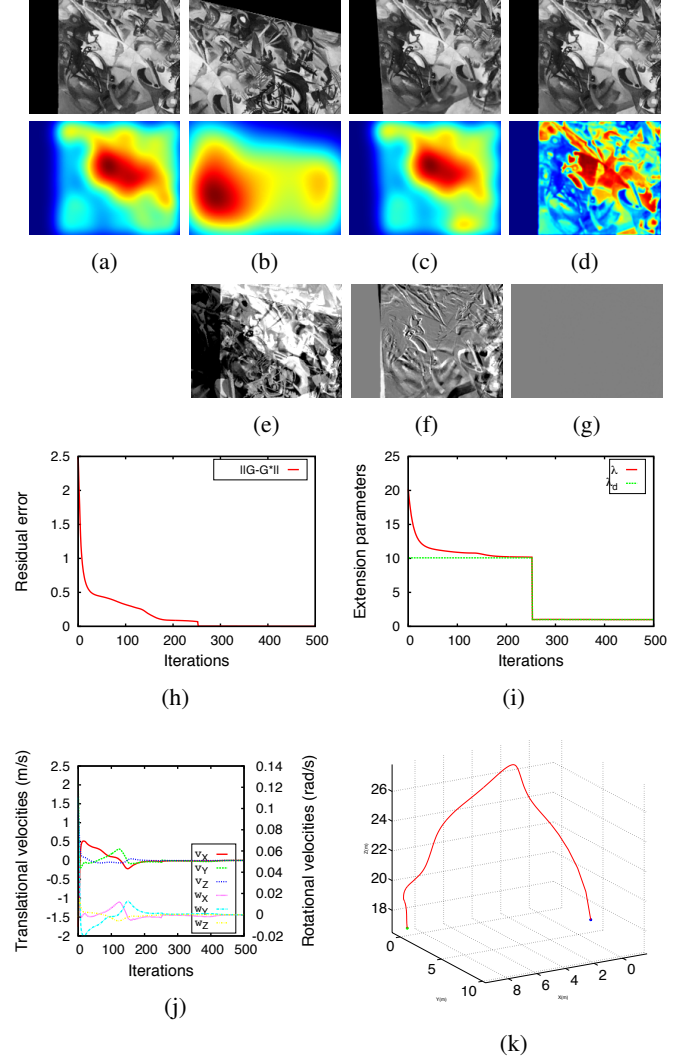 (a) (b) (c) (d)
(e) (f) (g)
2.5
2
1.5
1
0.5
0
Residual error
||G-G*||
0 100 200 300 400 500
Iterations
(h)
25
20
15
10
5
0
Extension parameters
λ
λd
0 100 200 300 400 500
Iterations
(i)
2.5
2
1.5
1
0.5
0
-0.5
-1
-1.5
-2
Translational velocities (m/s)
0.14
0.12
0.1
0.08
0.06
0.04
0.02
0
-0.02
Rotational velocities (rad/s)
vX
vY
vZ
wX
wY
wZ
0 100 200 300 400 500
Iterations
(j)
26
24
22
20
18
Z(m)
0
5
10
Y(m)
8 6 4 2 0
X(m)
(k)